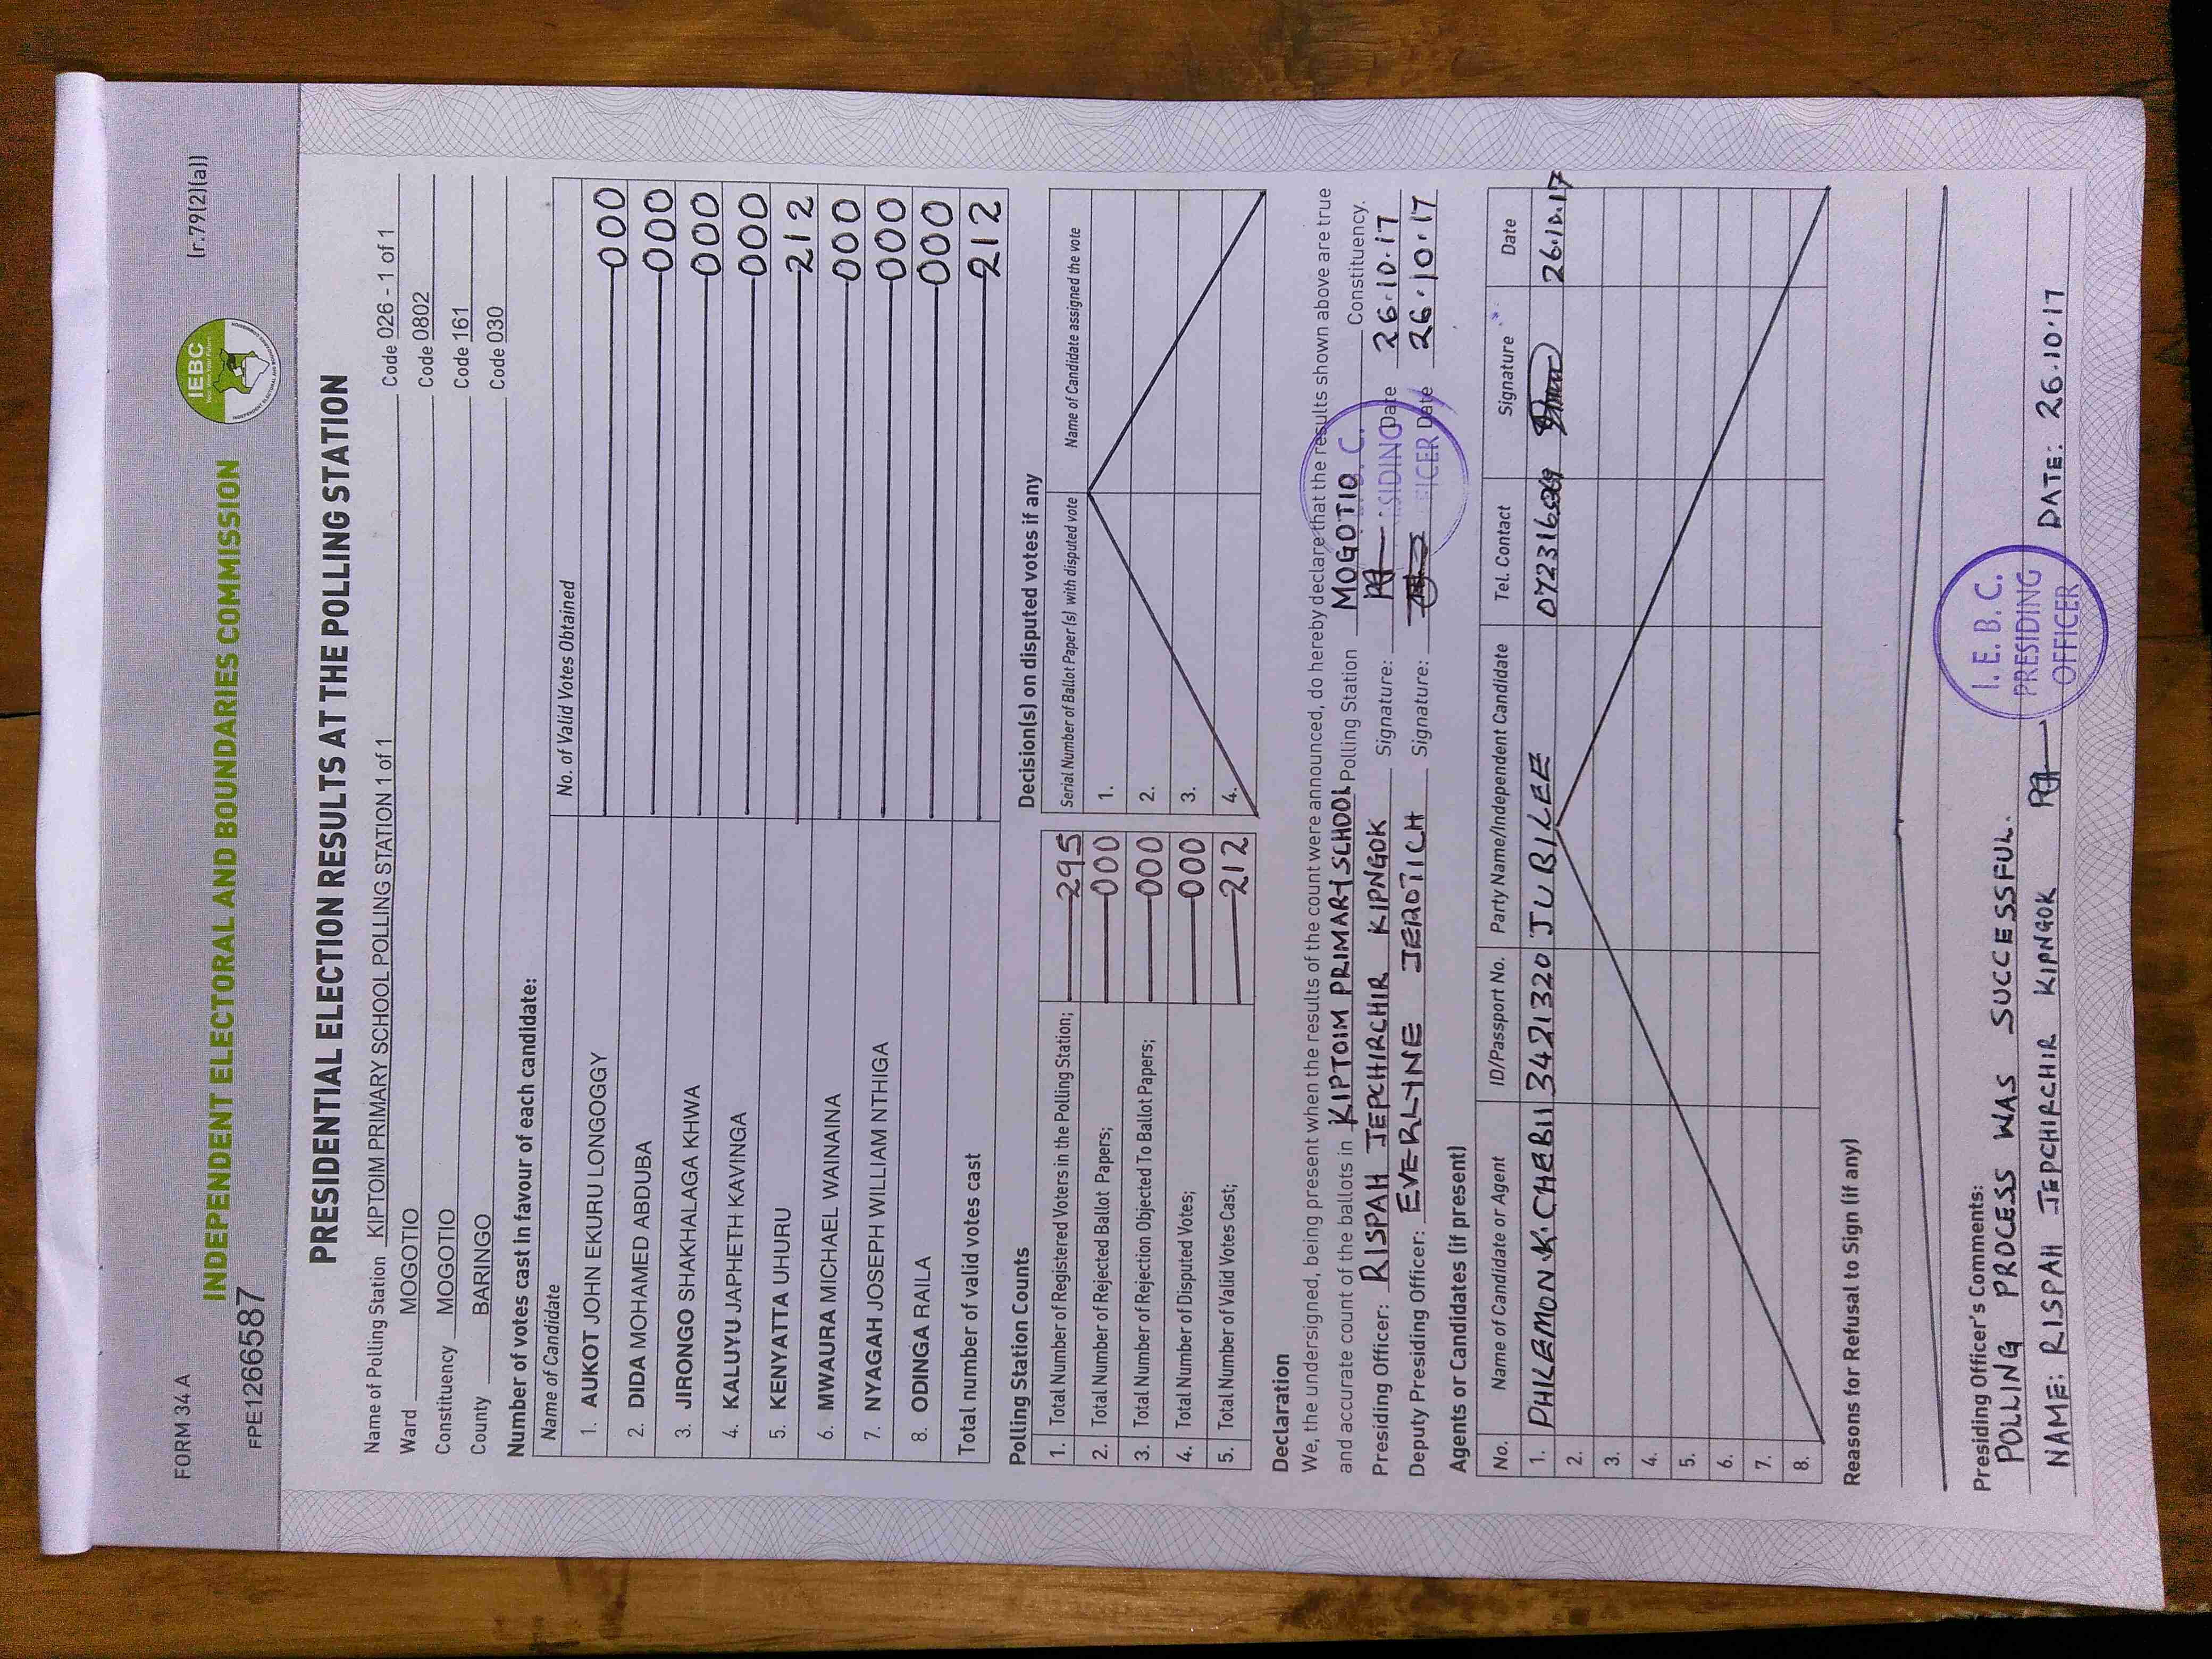 FORM 34 A
[r.79(2)(a)]
IEBC
INDEPENDENT ELECTORAL AND BOUNDARIES COMMISSION
FPE1266587
PRESIDENTIAL ELECTION RESULTS AT THE POLLING STATION
Name of Polling Station KIPTOIM PRIMARY SCHOOL POLLING STATION 1 of 1 Code 026 - 1 of 1
Ward MOGOTIO Code 0802
Constituency MOGOTIO Code 161
County BARINGO Code 030
Number of votes cast in favour of each candidate:
Name of Candidate No. of Valid Votes Obtained
1. AUKOT JOHN EKURU LONGOGGY 000
2. DIDA MOHAMED ABDUBA 000
3. JIRONGO SHAKHALAGA KHWA 000
4. KALUYU JAPHETH KAVINGA 000
5. KENYATTA UHURU 212
6. MWAURA MICHAEL WAINAINA 000
7. NYAGAH JOSEPH WILLIAM NTHIGA 000
8. ODINGA RAILA 000
Total number of valid votes cast 212
Polling Station Counts
1. Total Number of Registered Voters in the Polling Station; 295
2. Total Number of Rejected Ballot Papers; 000
3. Total Number of Rejection Objected To Ballot Papers; 000
4. Total Number of Disputed Votes; 000
5. Total Number of Valid Votes Cast; 212
Decision(s) on disputed votes if any
Serial Number of Ballot Paper (s) with disputed vote Name of Candidate assigned the vote
1.
2.
3.
4.
Declaration
We, the undersigned, being present when the results of the count were announced, do hereby declare that the results shown above are true
and accurate count of the ballots in KIPTOIM PRIMARY SCHOOL Polling Station MOGOTIO Constituency.
Presiding Officer: RISPAH JEPCHIRCHIR KIPNGOK Signature: Date 26.10.17
Deputy Presiding Officer: EVERLYNE JEROTICH Signature: Date 26.10.17
Agents or Candidates (if present)
No. Name of Candidate or Agent ID/Passport No. Party Name/Independent Candidate Tel. Contact Signature Date
1. PHILEMON K. CHEBII 3421320 JUBILEE 26.10.17
2.
3.
4.
5.
6.
7.
8.
Reasons for Refusal to Sign (if any)
Presiding Officer's Comments:
POLLING PROCESS WAS SUCCESSFUL.
NAME: RISPAH JEPCHIRCHIR KIPNGOK DATE: 26.10.17
I.E.B.C.
PRESIDING
OFFICER